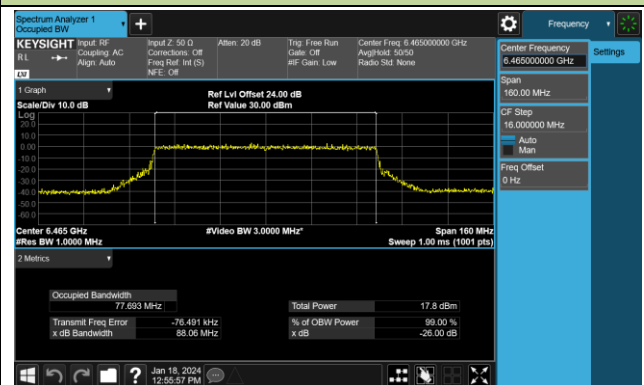 Spectrum Analyzer 1
Occupied BW
+
Frequency
KEYSIGHT
RL
LXI
Input: RF
Coupling: AC
Align: Auto
Input Z: 50 Ω
Corrections: Off
Freq Ref: Int (S)
NFE: Off
Atten: 20 dB
Trig: Free Run
Gate: Off
#IF Gain: Low
Center Freq: 6.465000000 GHz
Avg|Hold: 50/50
Radio Std: None
Center Frequency
6.465000000 GHz
Settings
Span
160.00 MHz
CF Step
16.000000 MHz
Auto
Man
Freq Offset
0 Hz
1 Graph
Scale/Div 10.0 dB
Ref Lvl Offset 24.00 dB
Ref Value 30.00 dBm
Log
20.0
10.0
0.00
-10.0
-20.0
-30.0
-40.0
-50.0
-60.0
Center 6.465 GHz
#Video BW 3.0000 MHz*
Span 160 MHz
#Res BW 1.0000 MHz
Sweep 1.00 ms (1001 pts)
2 Metrics
Occupied Bandwidth
77.693 MHz
Total Power 17.8 dBm
Transmit Freq Error -76.491 kHz
% of OBW Power 99.00 %
x dB Bandwidth 88.06 MHz
x dB -26.00 dB
?
Jan 18, 2024
12:55:57 PM